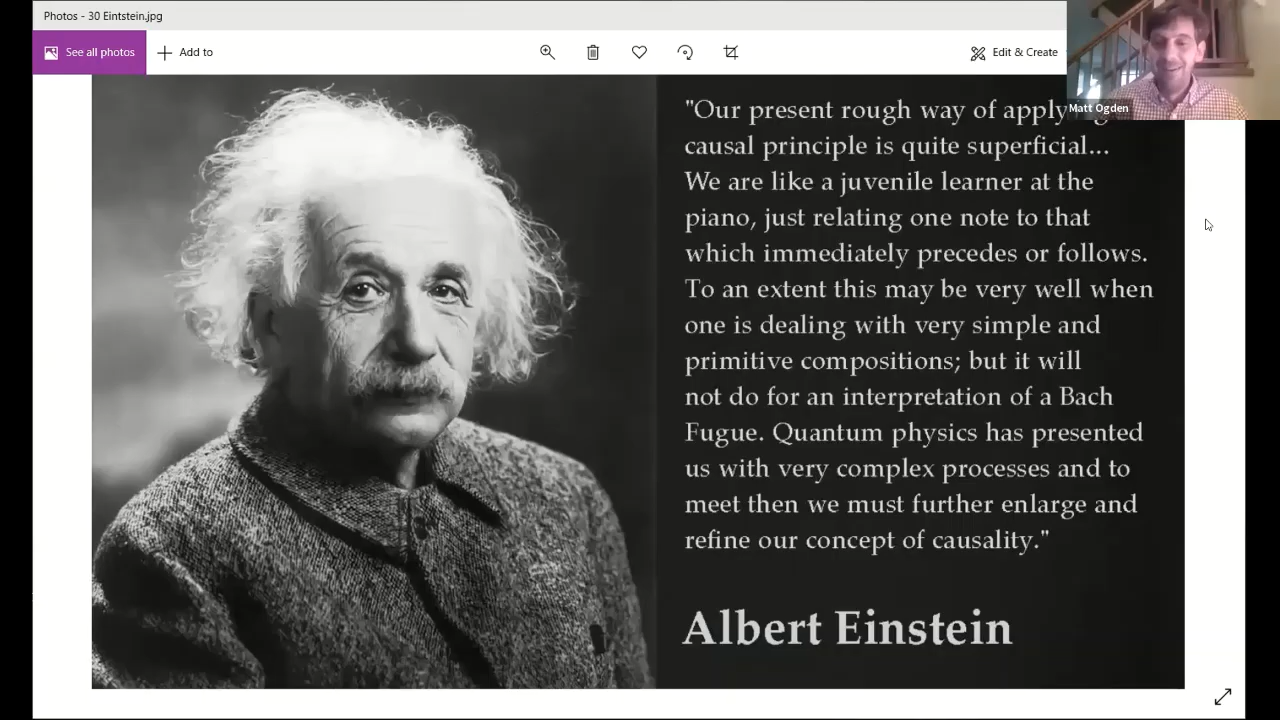 Photos - 30 Eintstein.jpg
See all photos
Add to
Edit & Create
Matt Ogden
"Our present rough way of
causal principle is quite superficial...
We are like a juvenile learner at the
piano, just relating one note to that
which immediately precedes or follows.
To an extent this may be very well when
one is dealing with very simple and
primitive compositions; but it will
not do for an interpretation of a Bach
Fugue. Quantum physics has presented
us with very complex processes and to
meet then we must further enlarge and
refine our concept of causality."
Albert Einstein